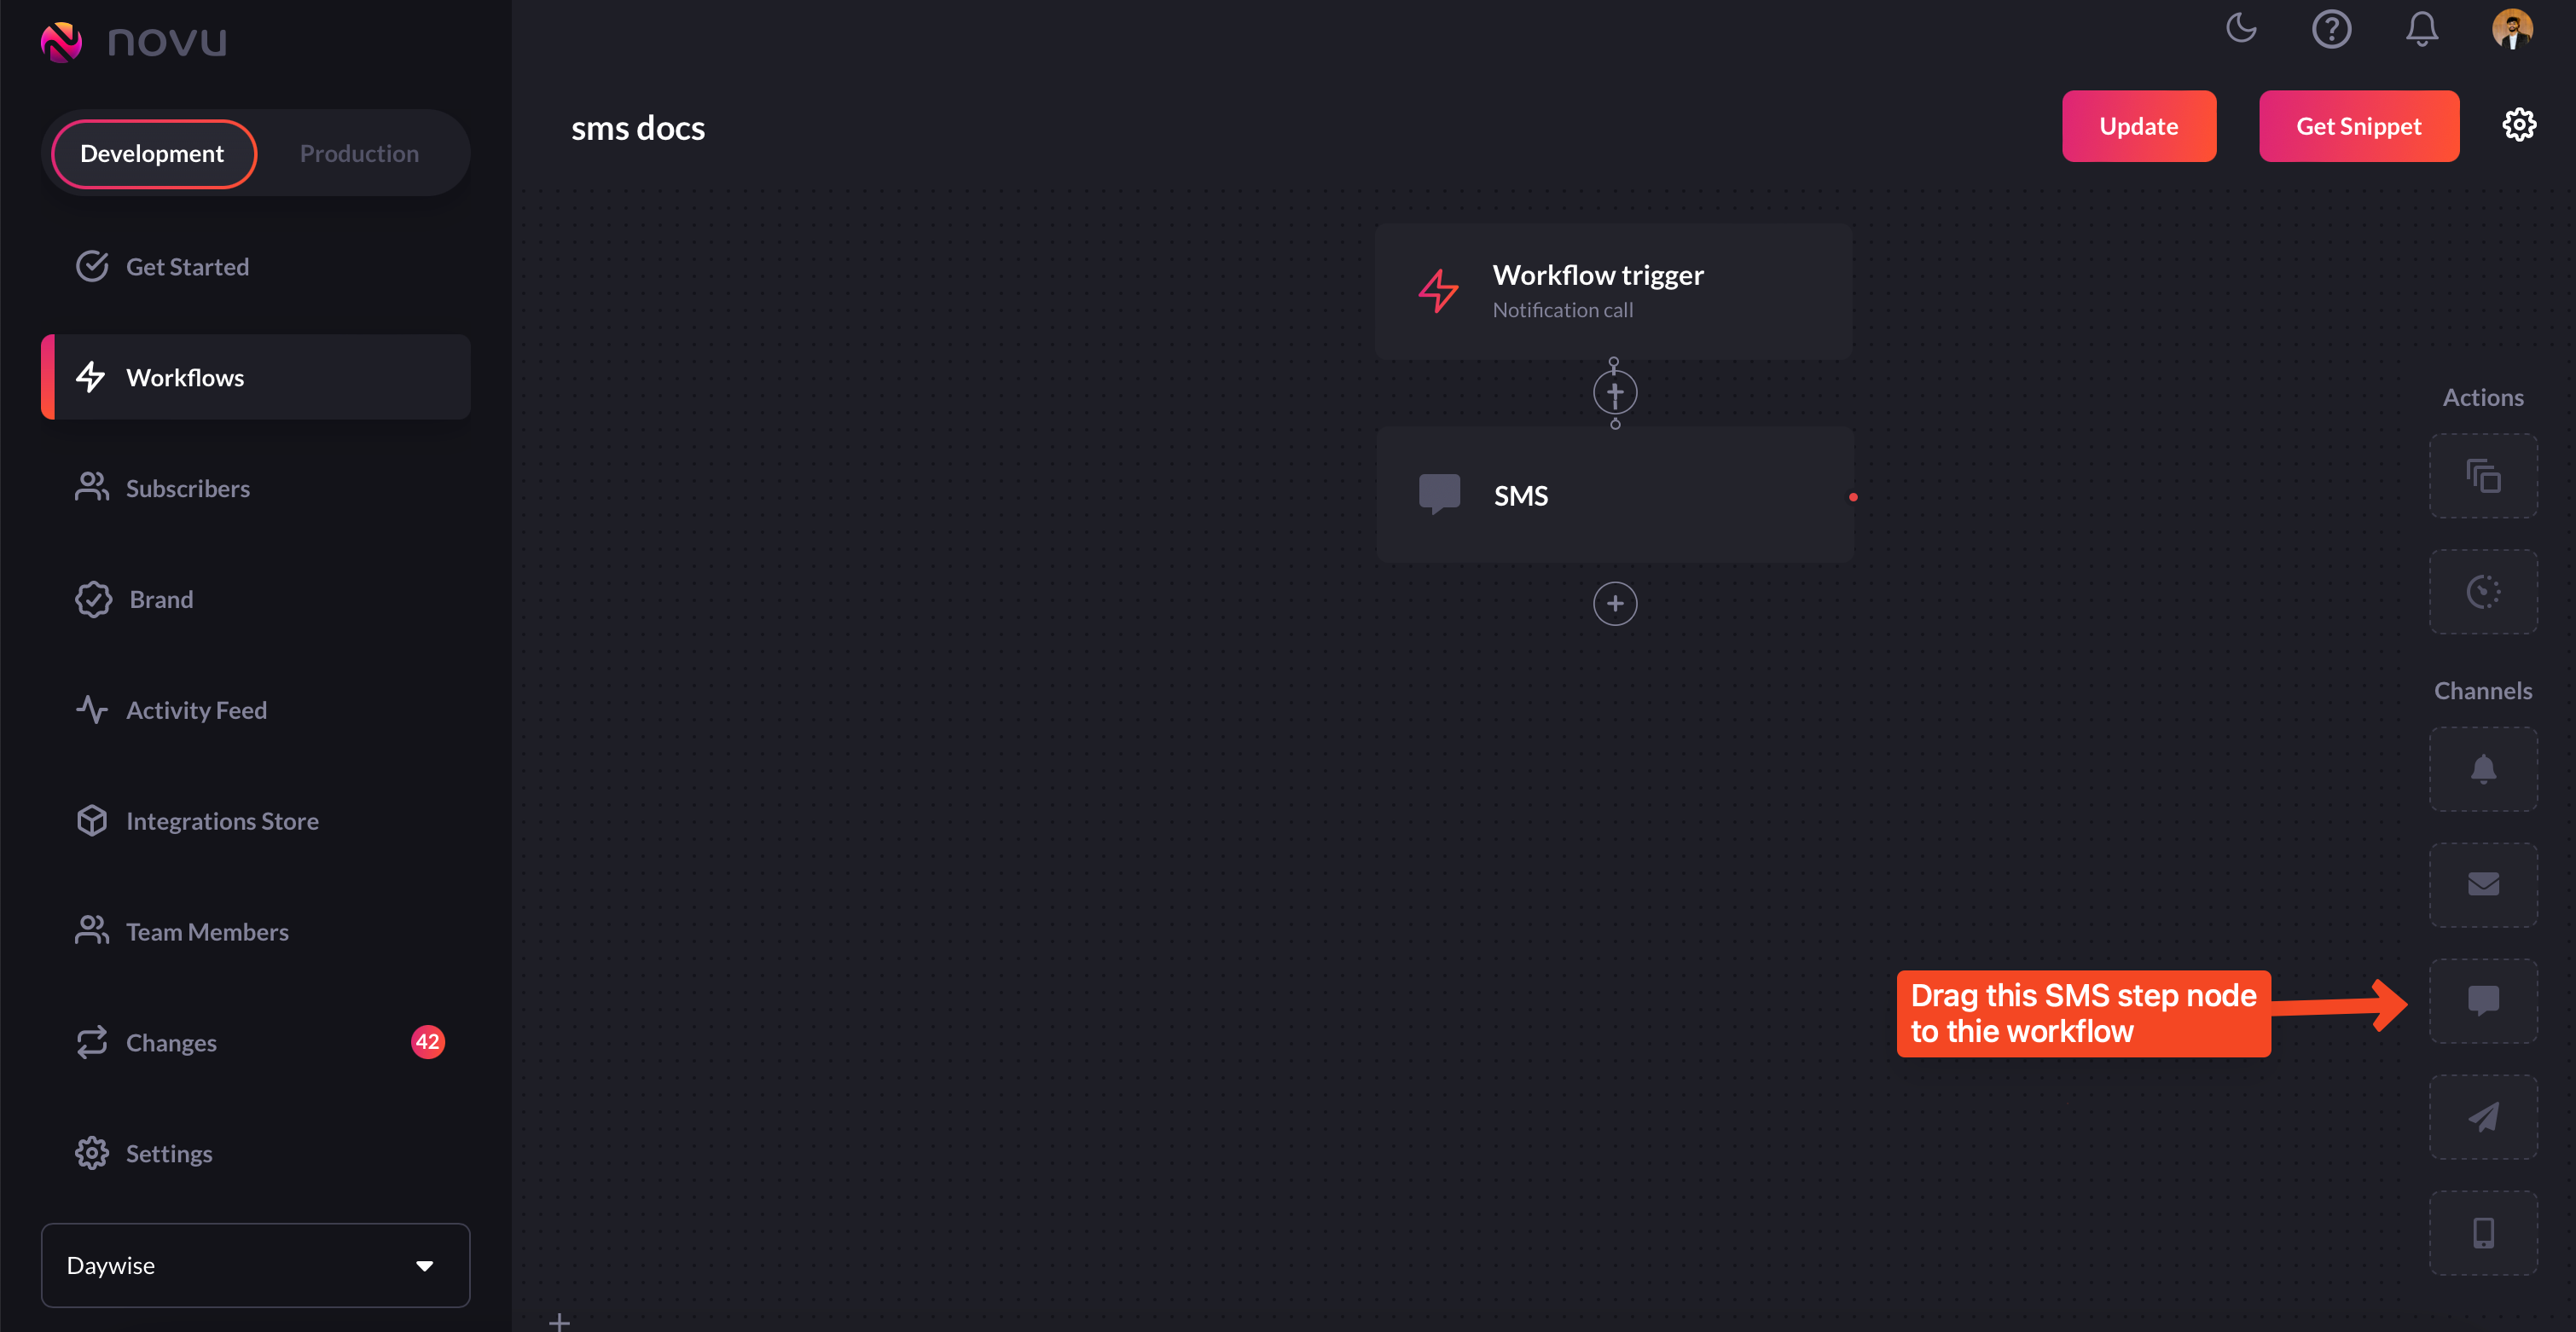 novu
Development
Production
Get Started
Workflows
Subscribers
Brand
Activity Feed
Integrations Store
Team Members
Changes
42
Settings
Daywise
sms docs
Update
Get Snippet
Workflow trigger
Notification call
SMS
Actions
Channels
Drag this SMS step node
to thie workflow